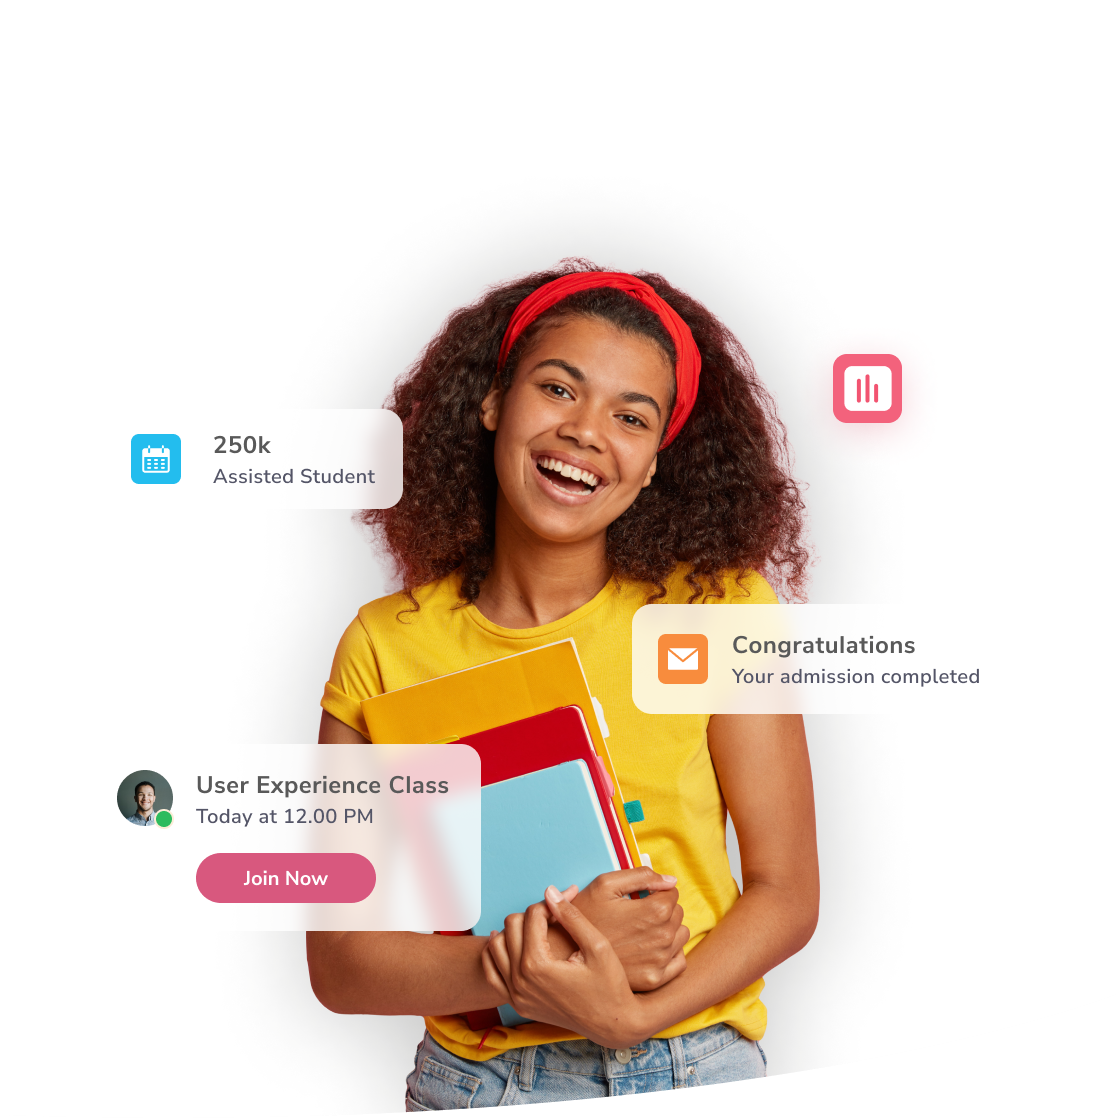 250k
Assisted Student
Congratulations
Your admission completed
User Experience Class
Today at 12.00 PM
Join Now